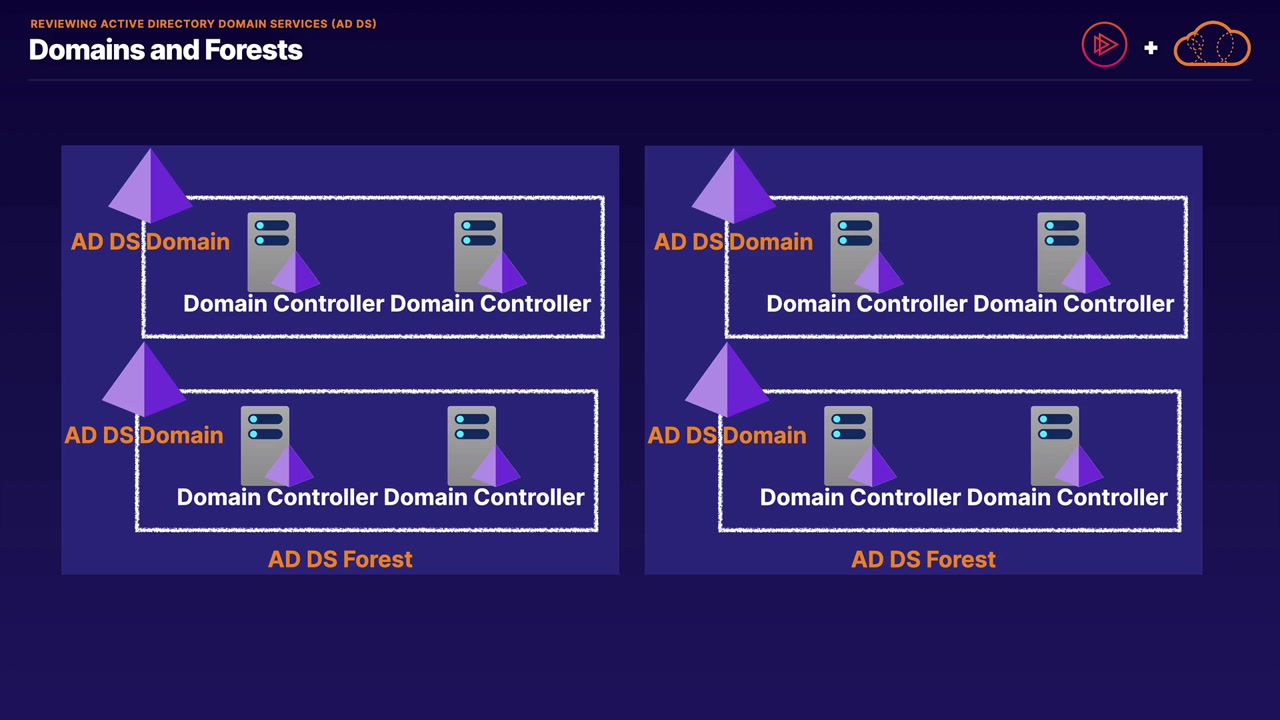 REVIEWING ACTIVE DIRECTORY DOMAIN SERVICES (AD DS)
Domains and Forests
+
AD DS Domain
Domain Controller Domain Controller
AD DS Domain
Domain Controller Domain Controller
AD DS Forest
AD DS Domain
Domain Controller Domain Controller
AD DS Domain
Domain Controller Domain Controller
AD DS Forest